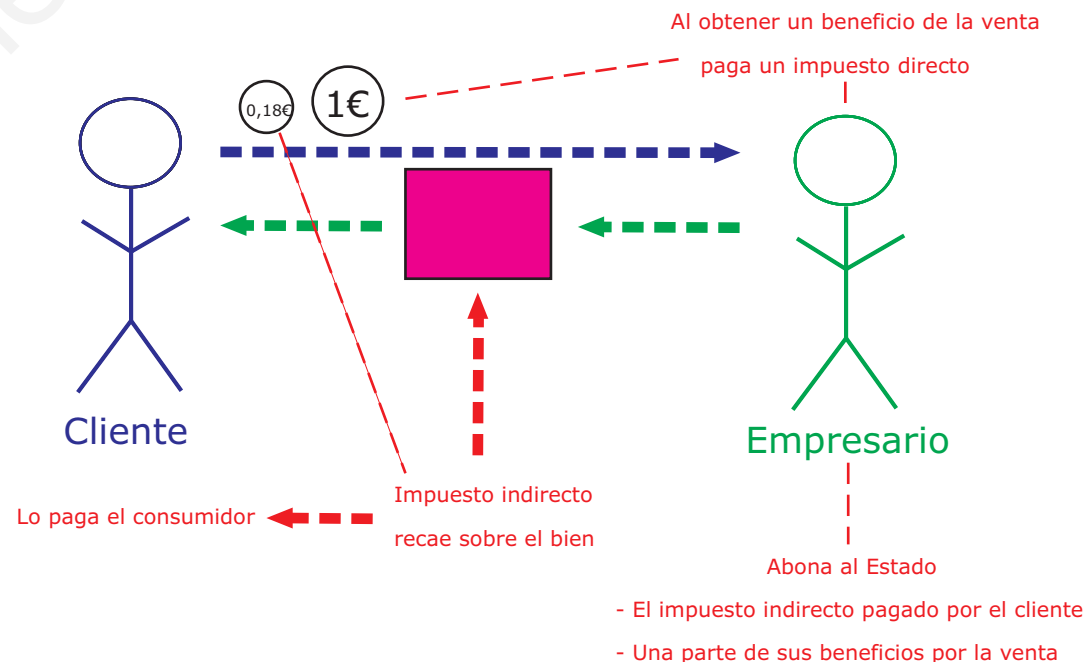 Al obtener un beneficio de la venta
paga un impuesto directo
0,18€
1€
Cliente
Empresario
Impuesto indirecto
recae sobre el bien
Lo paga el consumidor
Abona al Estado
- El impuesto indirecto pagado por el cliente
- Una parte de sus beneficios por la venta